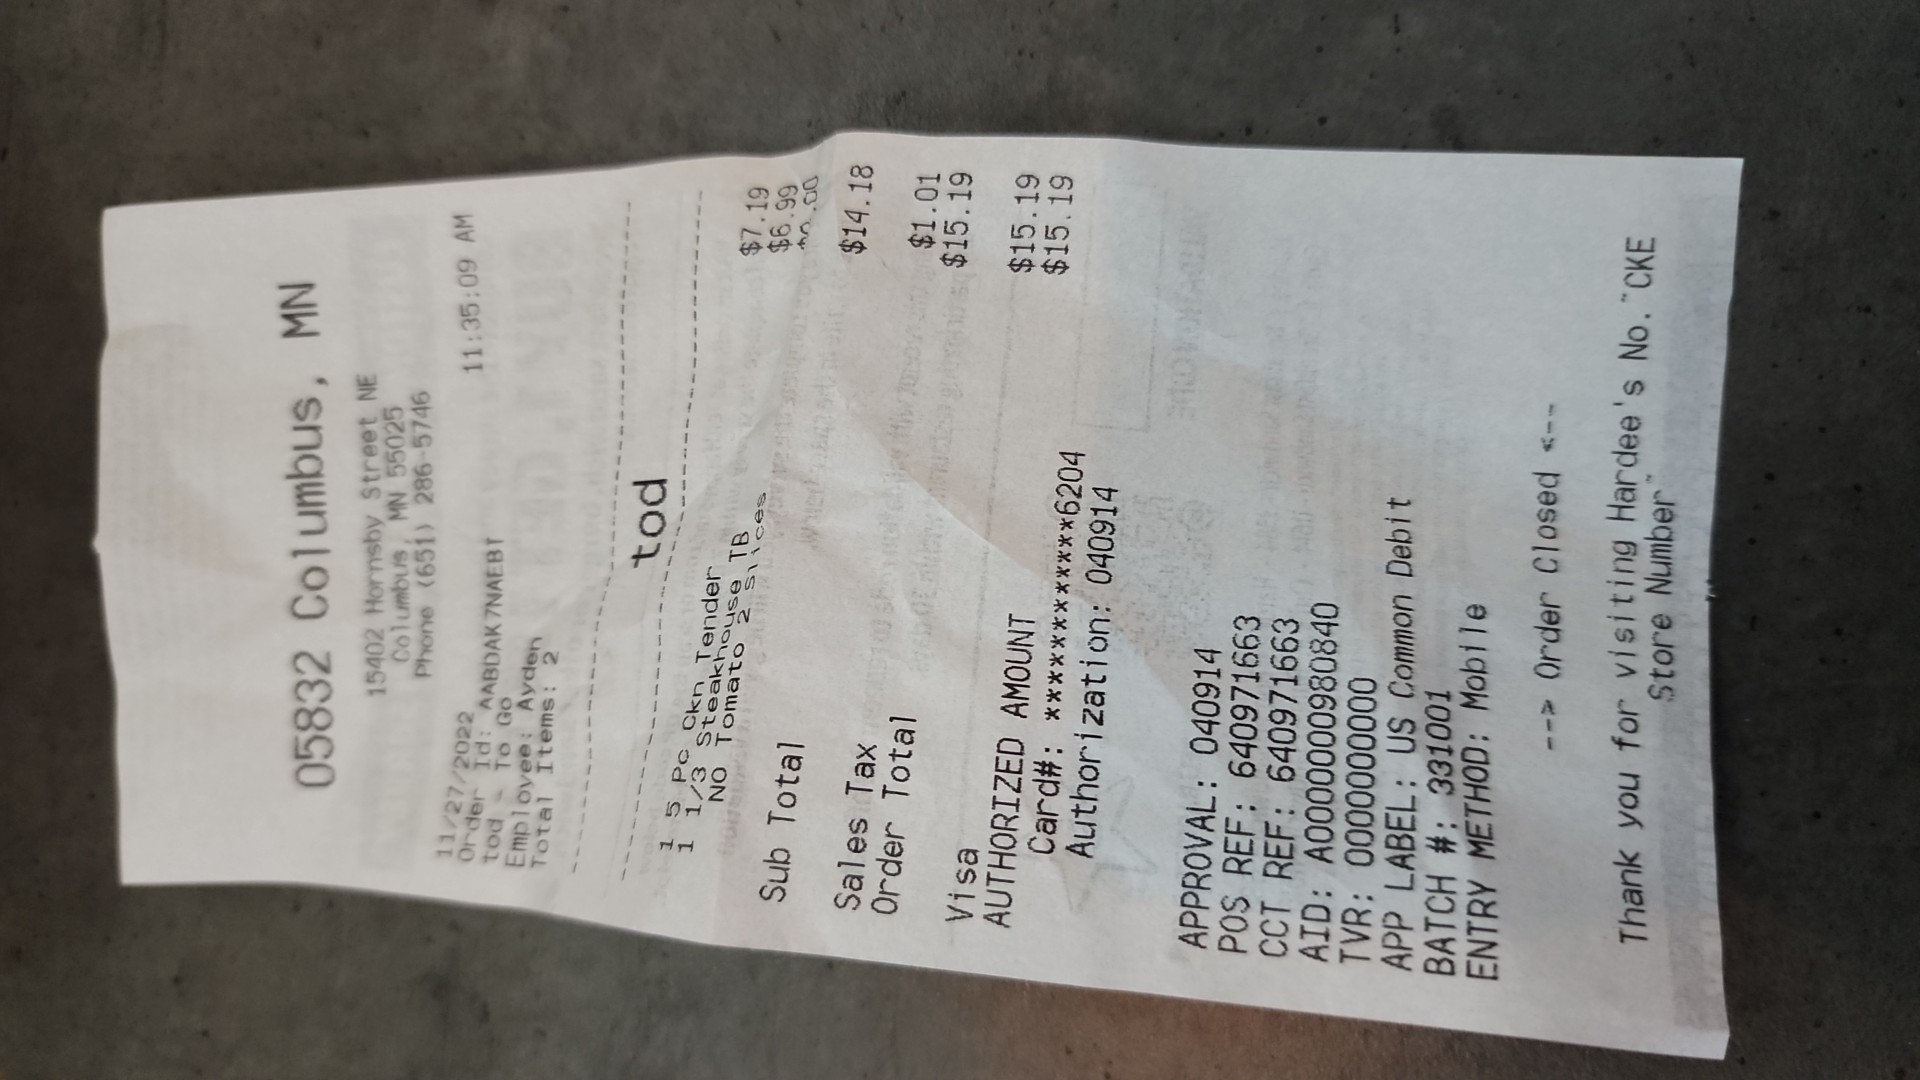 05832 Columbus, MN
15402 Hornsby Street NE
Columbus, MN 55025
Phone (651) 286-5746
11/27/2022 11:35:09 AM
Order Id: AABDAK7NAEBT
tod - To Go
Employee: Ayden
Total Items: 2
tod
1 5 Pc Ckn Tender $7.19
1 1/3 Steakhouse TB $6.99
NO Tomato 2 Slices $0.00
Sub Total $14.18
Sales Tax $1.01
Order Total $15.19
Visa $15.19
AUTHORIZED AMOUNT $15.19
Card#: ************6204
Authorization: 040914
APPROVAL: 040914
POS REF: 640971663
CCT REF: 640971663
AID: A0000000980840
TVR: 0000000000
APP LABEL: US Common Debit
BATCH #: 331001
ENTRY METHOD: Mobile
--> Order Closed <--
Thank you for visiting Hardee's No. ~CKE
Store Number~